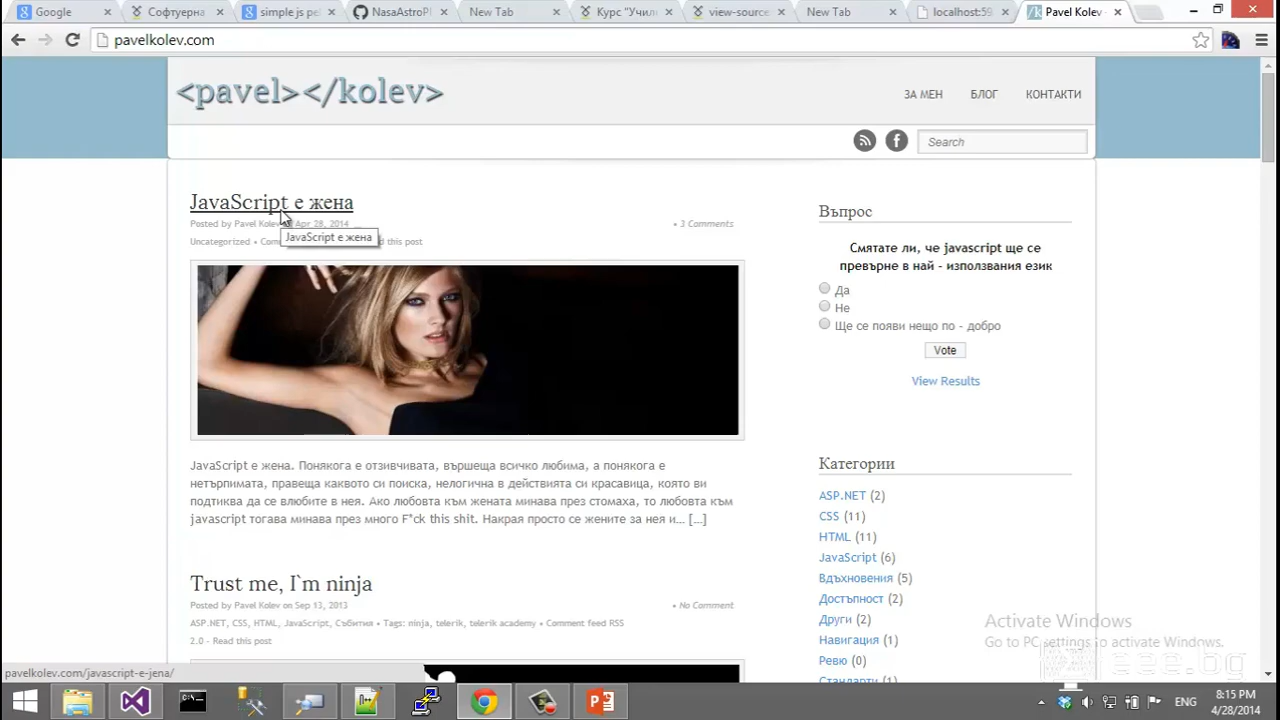 Google
Софтуерна
simple js pe
NasaAstroPl
New Tab
Курс "Учил
view-source
New Tab
localhost:59
Pavel Kolev -
pavelkolev.com
<pavel></kolev>
ЗА МЕН
БЛОГ
КОНТАКТИ
Search
JavaScript е жена
Posted by Pavel Kolev Apr 28, 2014
• 3 Comments
Uncategorized • Com d this post
JavaScript е жена
JavaScript е жена. Понякога е отзивчивата, вършеща всичко любима, а понякога е
нетърпимата, правеща каквото си поиска, нелогична в действията си красавица, която ви
подтиква да се влюбите в нея. Ако любовта към жената минава през стомаха, то любовта към
javascript тогава минава през много F*ck this shit. Накрая просто се жените за нея и... [...]
Trust me, I`m ninja
Posted by Pavel Kolev on Sep 13, 2013
• No Comment
ASP.NET, CSS, HTML, JavaScript, Събития • Tags: ninja, telerik, telerik academy • Comment feed RSS
2.0 - Read this post
Въпрос
Смятате ли, че javascript ще се
превърне в най - използвания език
Да
Не
Ще се появи нещо по - добро
Vote
View Results
Категории
ASP.NET (2)
CSS (11)
HTML (11)
JavaScript (6)
Вдъхновения (5)
Достъпност (2)
Други (2)
Навигация (1)
Ревю (0)
Стандарти (1)
Activate Windows
Go to PC settings to activate Windows.
eee.bg
pavelkolev.com/javascript-e-jena/
ENG
8:15 PM
4/28/2014